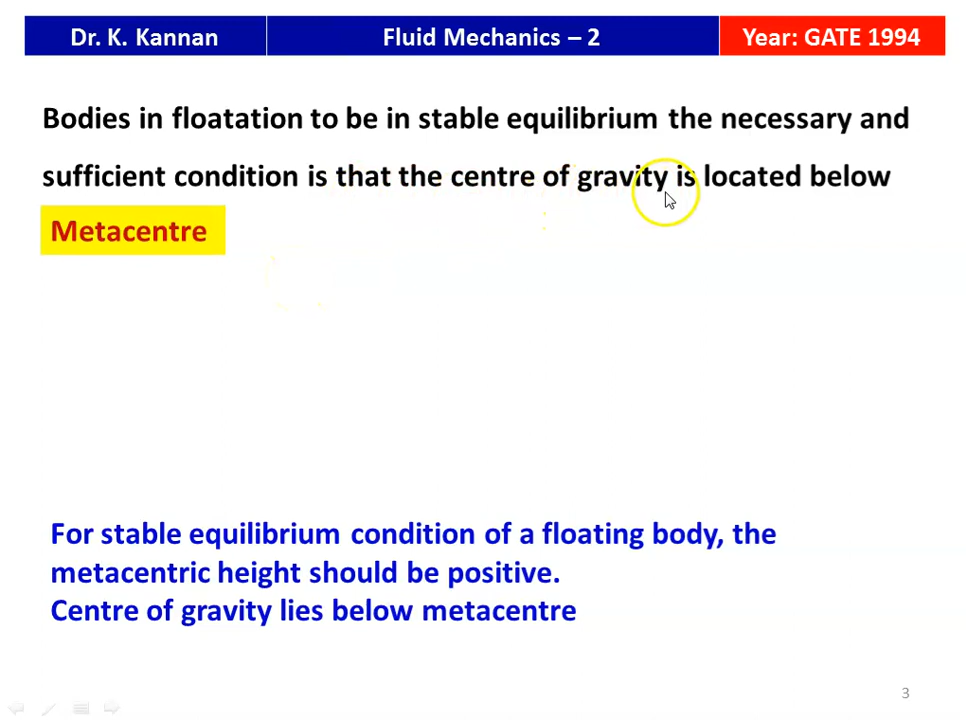 Dr. K. Kannan Fluid Mechanics – 2 Year: GATE 1994
Bodies in floatation to be in stable equilibrium the necessary and
sufficient condition is that the centre of gravity is located below
Metacentre
For stable equilibrium condition of a floating body, the
metacentric height should be positive.
Centre of gravity lies below metacentre
3